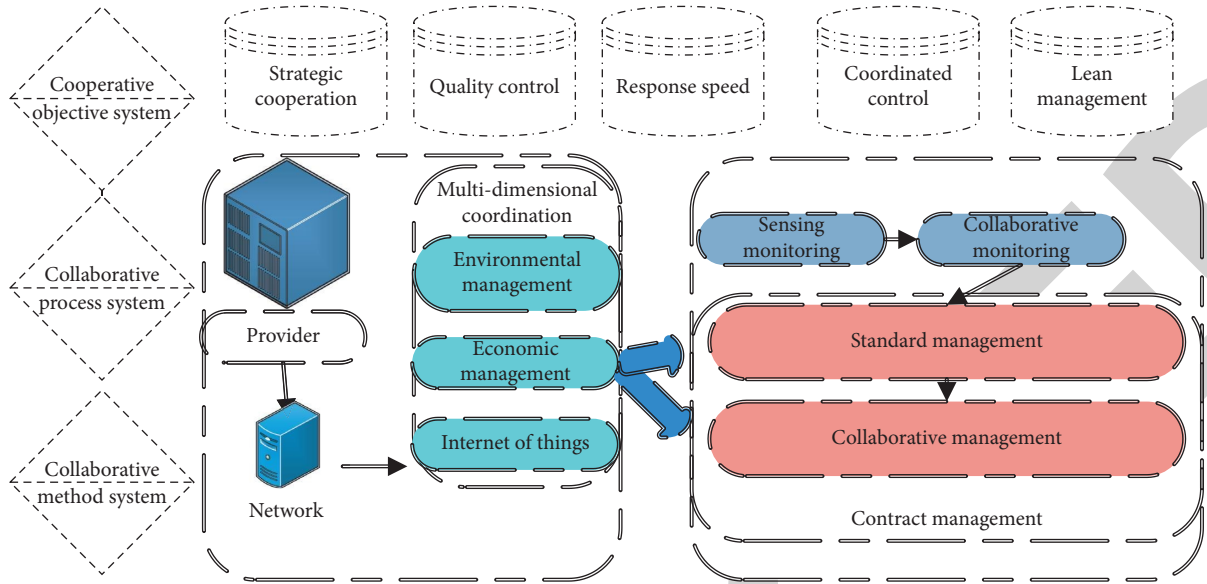 Cooperative
objective system
Strategic
cooperation
Quality control
Response speed
Coordinated
control
Lean
management
Collaborative
process system
Collaborative
method system
Provider
Network
Multi-dimensional
coordination
Environmental
management
Economic
management
Internet of things
Sensing
monitoring
Collaborative
monitoring
Standard management
Collaborative management
Contract management